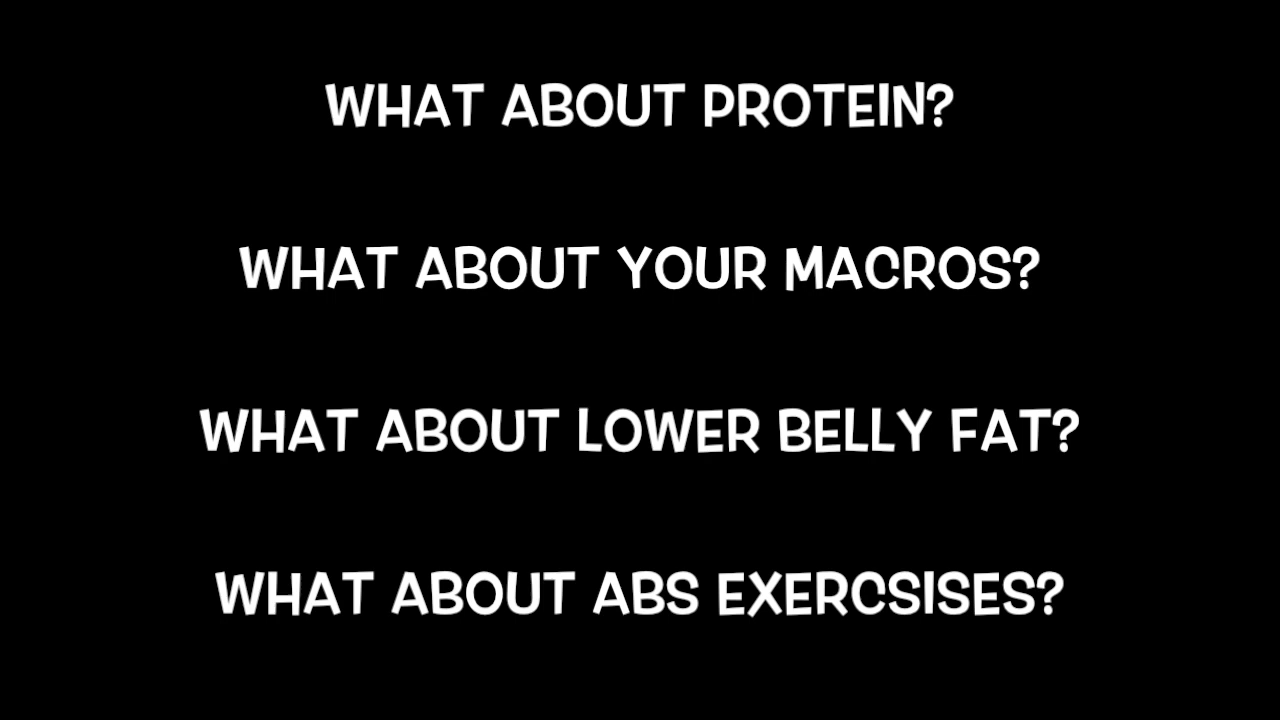 WHAT ABOUT PROTEIN?
WHAT ABOUT YOUR MACROS?
WHAT ABOUT LOWER BELLY FAT?
WHAT ABOUT ABS EXERCSISES?